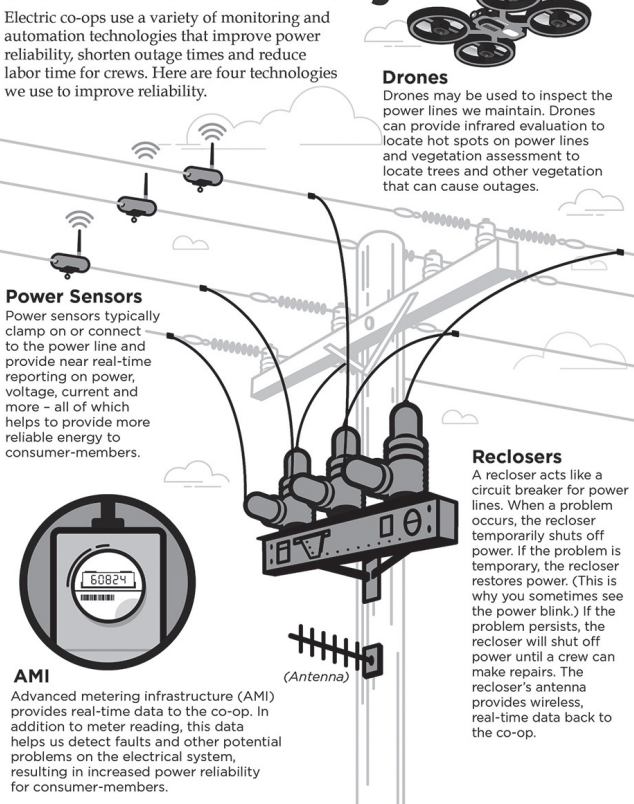 Electric co-ops use a variety of monitoring and
automation technologies that improve power
reliability, shorten outage times and reduce
labor time for crews. Here are four technologies
we use to improve reliability.
Drones
Drones may be used to inspect the
power lines we maintain. Drones
can provide infrared evaluation to
locate hot spots on power lines
and vegetation assessment to
locate trees and other vegetation
that can cause outages.
Power Sensors
Power sensors typically
clamp on or connect
to the power line and
provide near real-time
reporting on power,
voltage, current and
more – all of which
helps to provide more
reliable energy to
consumer-members.
Reclosers
A recloser acts like a
circuit breaker for power
lines. When a problem
occurs, the recloser
temporarily shuts off
power. If the problem is
temporary, the recloser
restores power. (This is
why you sometimes see
the power blink.) If the
problem persists, the
recloser will shut off
power until a crew can
make repairs. The
recloser's antenna
provides wireless,
real-time data back to
the co-op.
60824
(Antenna)
AMI
Advanced metering infrastructure (AMI)
provides real-time data to the co-op. In
addition to meter reading, this data
helps us detect faults and other potential
problems on the electrical system,
resulting in increased power reliability
for consumer-members.